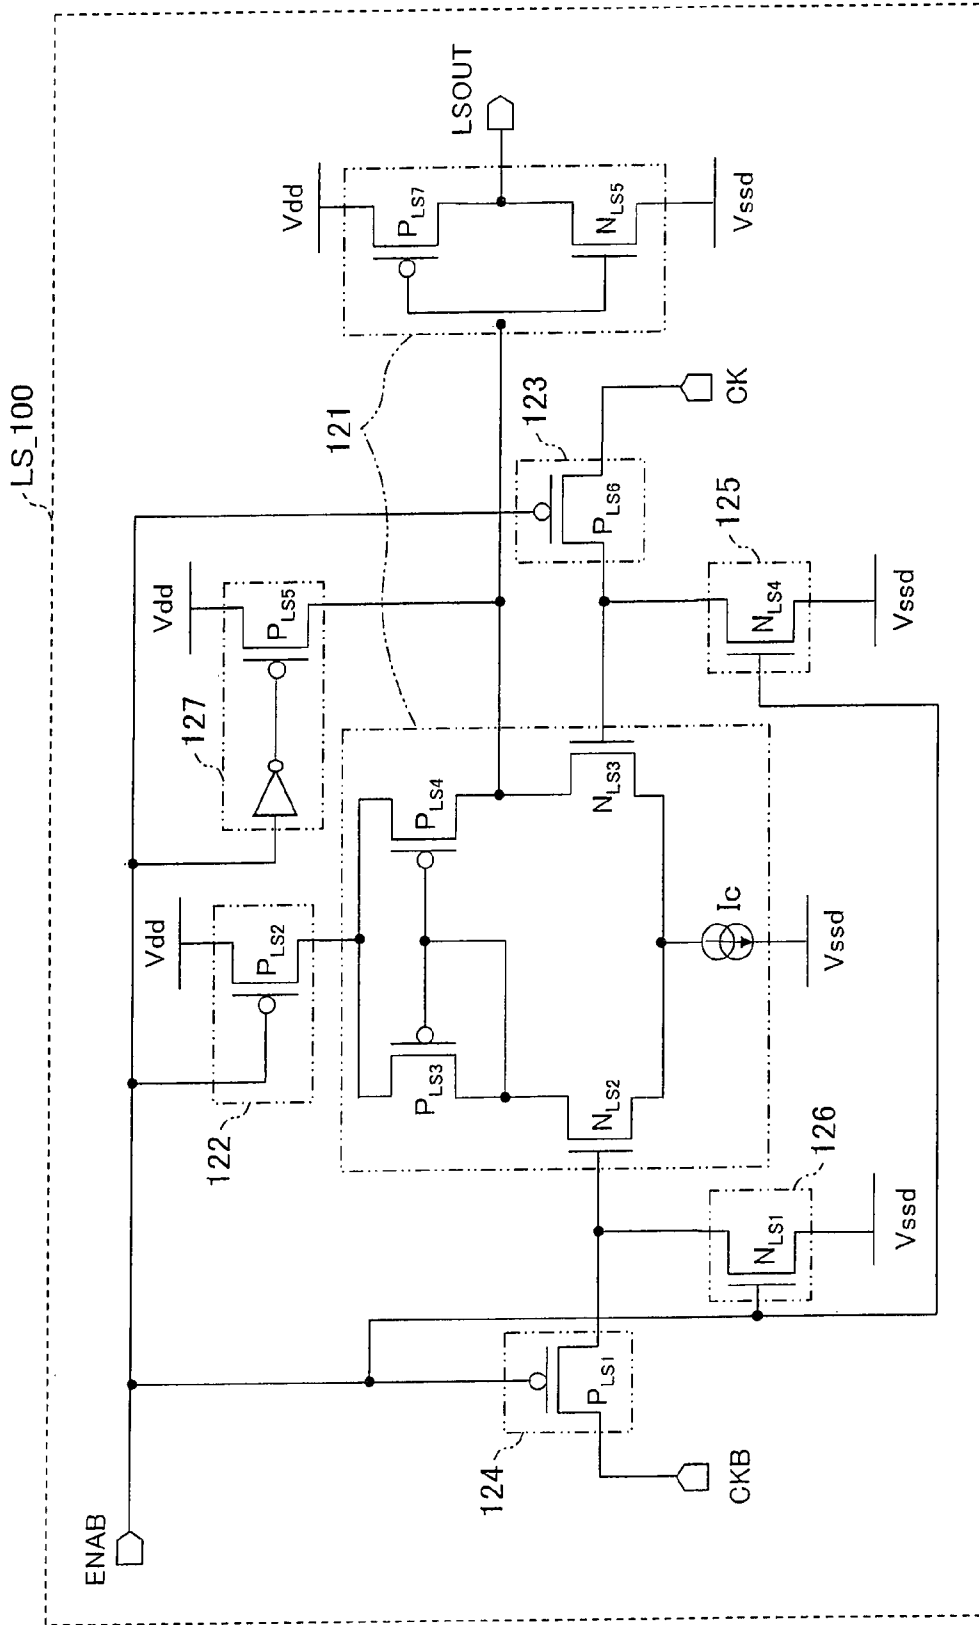 LS_100
ENAB
Vdd
122
PLS2
127
Vdd
PLS5
121
Vdd
PLS7
LSOUT
NLS5
Vssd
PLS3
PLS4
NLS2
NLS3
Ic
Vssd
123
PLS6
CK
125
NLS4
Vssd
124
PLS1
CKB
126
NLS1
Vssd